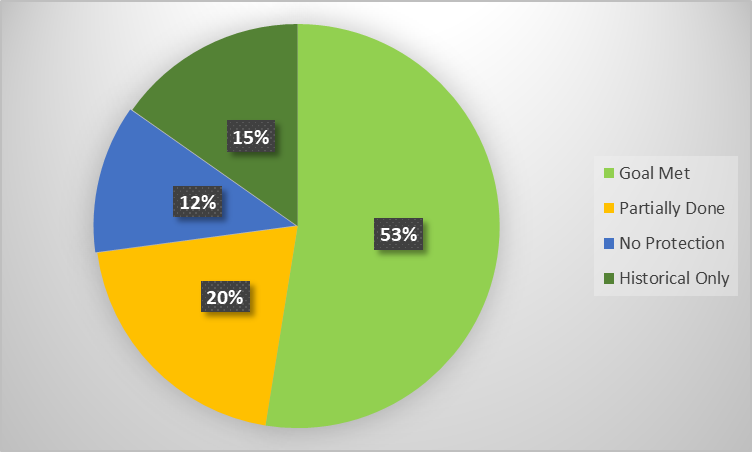 15%
12%
53%
20%
Goal Met
Partially Done
No Protection
Historical Only